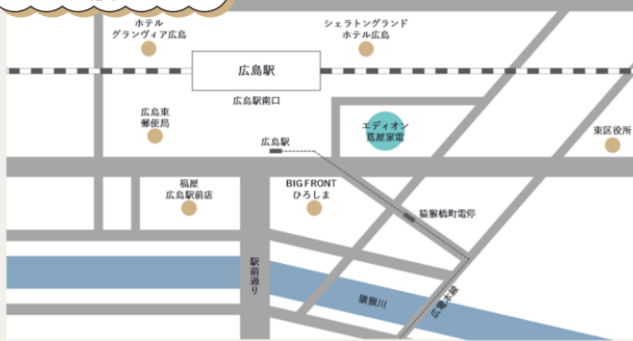 ホテル
グランヴィア広島
シェラトングランド
ホテル広島
広島駅
広島駅南口
広島東
郵便局
エディオン
蔦屋家電
東区役所
広島駅
福屋
広島駅前店
BIG FRONT
ひろしま
猿猴橋町電停
駅前通り
猿猴川
広電本線